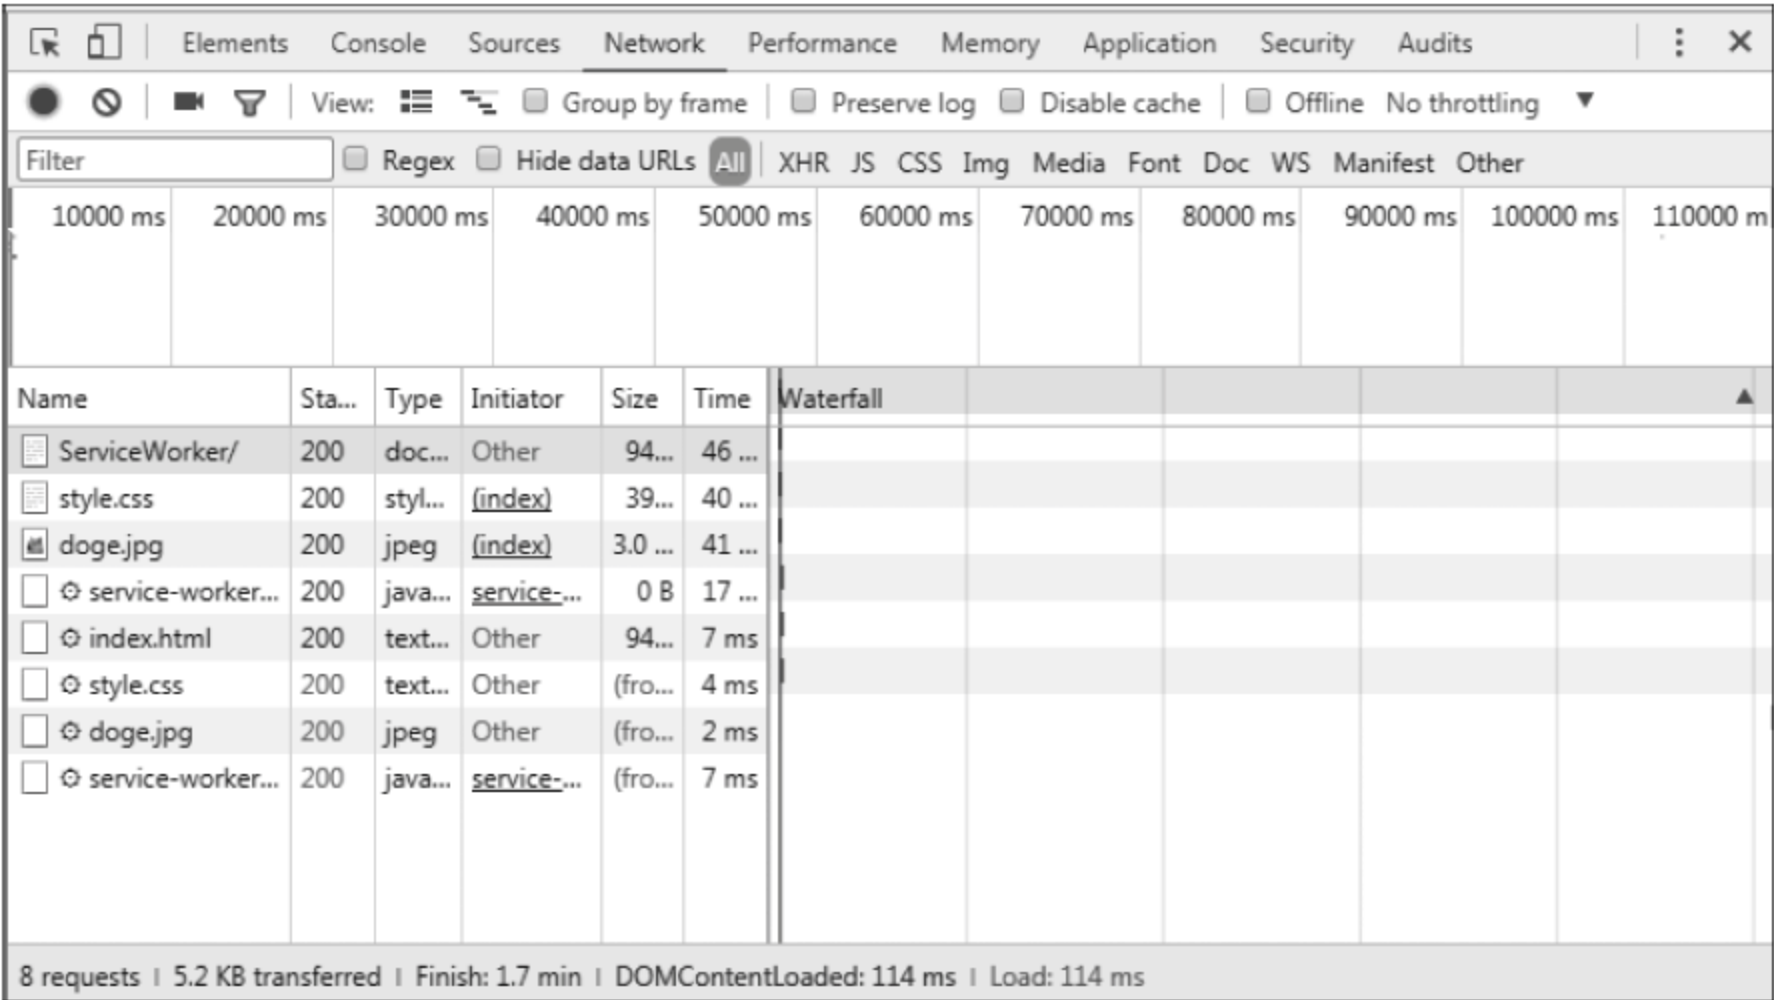 Elements Console Sources Network Performance Memory Application Security Audits
View: Group by frame Preserve log Disable cache Offline No throttling
Filter Regex Hide data URLs All XHR JS CSS Img Media Font Doc WS Manifest Other
10000 ms 20000 ms 30000 ms 40000 ms 50000 ms 60000 ms 70000 ms 80000 ms 90000 ms 100000 ms 110000 m
Name Sta... Type Initiator Size Time Waterfall
ServiceWorker/ 200 doc... Other 94... 46 ...
style.css 200 styl... (index) 39... 40 ...
doge.jpg 200 jpeg (index) 3.0 ... 41 ...
service-worker... 200 java... service-... 0 B 17 ...
index.html 200 text... Other 94... 7 ms
style.css 200 text... Other (fro... 4 ms
doge.jpg 200 jpeg Other (fro... 2 ms
service-worker... 200 java... service-... (fro... 7 ms
8 requests | 5.2 KB transferred | Finish: 1.7 min | DOMContentLoaded: 114 ms | Load: 114 ms